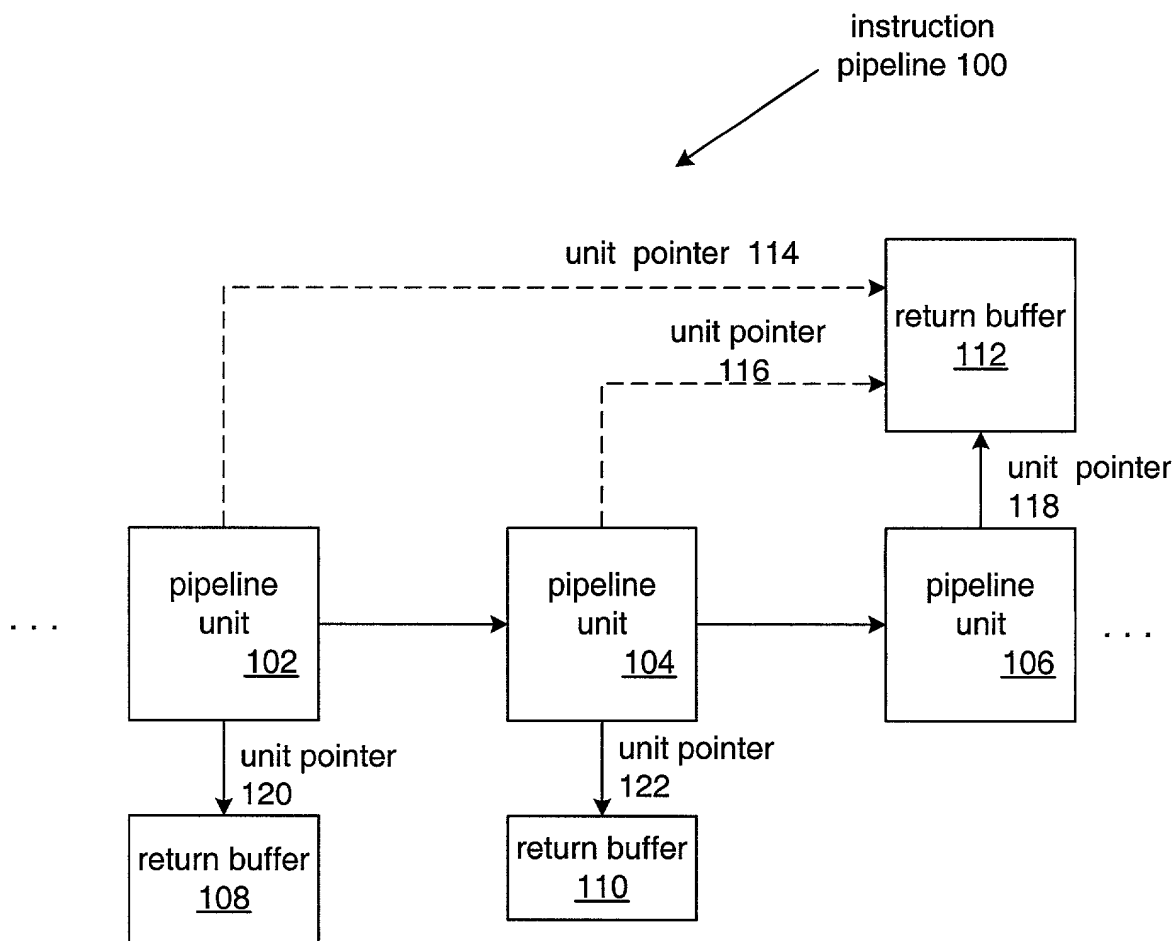 instruction
pipeline 100
unit pointer 114
unit pointer
116
return buffer
112
unit pointer
118
pipeline
unit
102
pipeline
unit
104
pipeline
unit
106
. . .
. . .
unit pointer
120
unit pointer
122
return buffer
108
return buffer
110